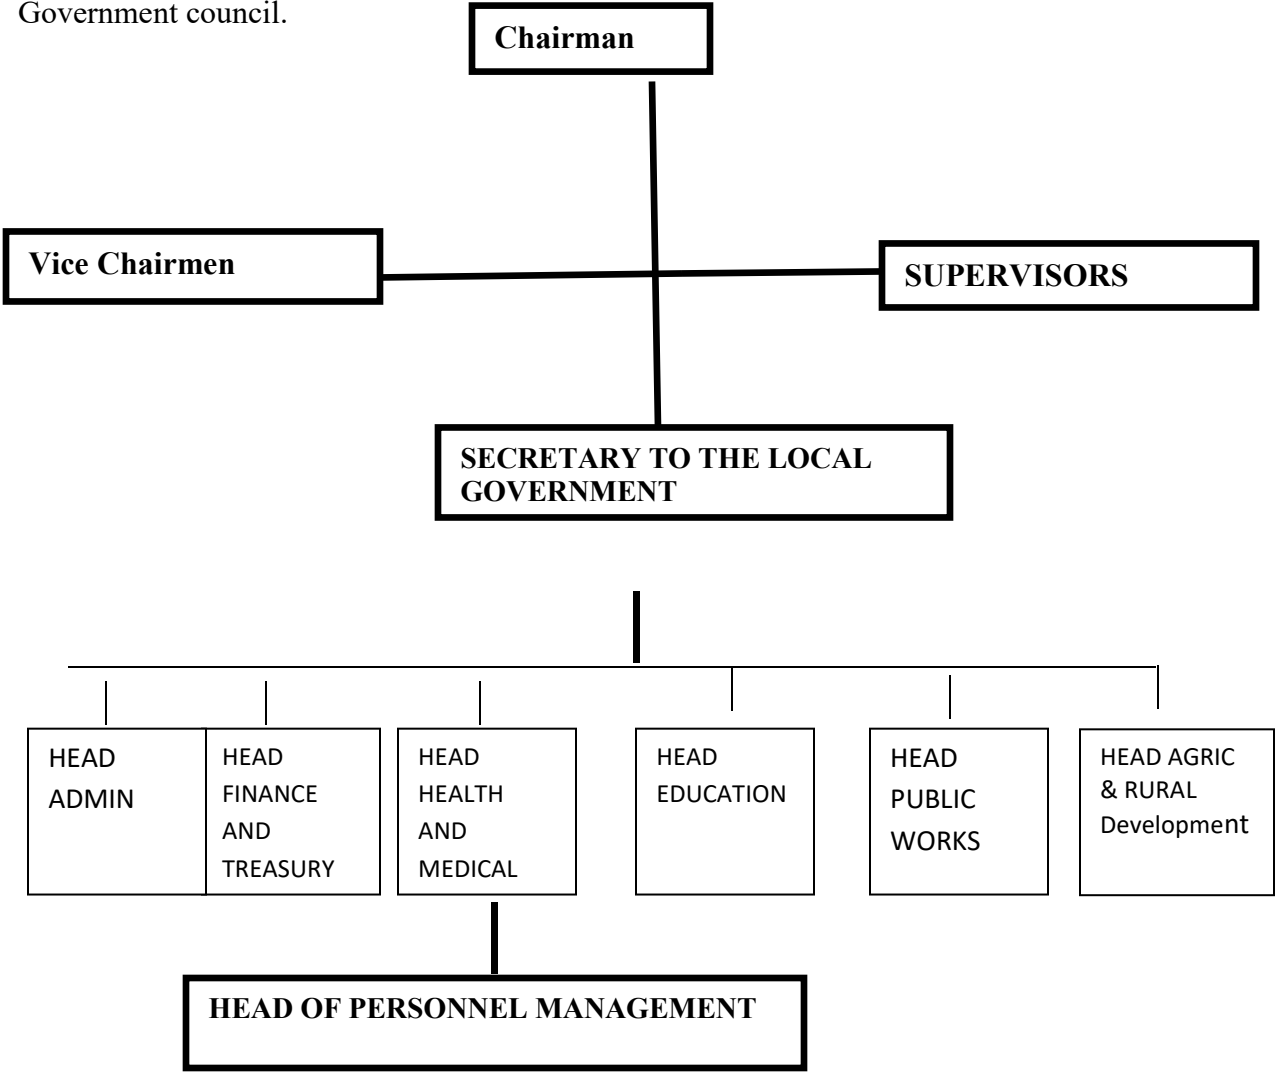 Government council.
Chairman
Vice Chairmen
SUPERVISORS
SECRETARY TO THE LOCAL
GOVERNMENT
HEAD
ADMIN
HEAD
FINANCE
AND
TREASURY
HEAD
HEALTH
AND
MEDICAL
HEAD
EDUCATION
HEAD
PUBLIC
WORKS
HEAD AGRIC
& RURAL
Development
HEAD OF PERSONNEL MANAGEMENT